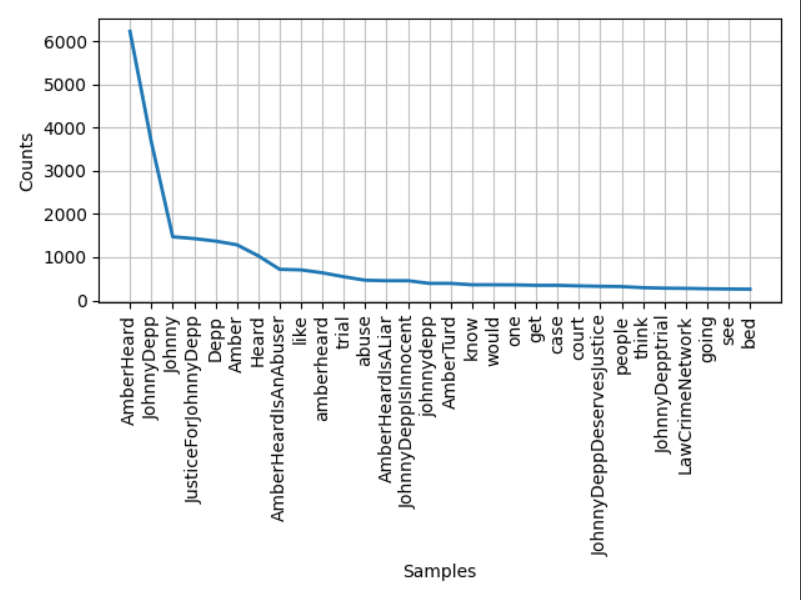 6000
5000
4000
3000
2000
1000
0
Counts
AmberHeard
JohnnyDepp
Johnny
JusticeForJohnnyDepp
Depp
Amber
Heard
AmberHeardIsAnAbuser
like
amberheard
trial
abuse
AmberHeardIsALiar
JohnnyDeppIsInnocent
johnnydepp
AmberTurd
know
would
one
get
case
court
JohnnyDeppDeservesJustice
people
think
JohnnyDepptrial
LawCrimeNetwork
going
see
bed
Samples